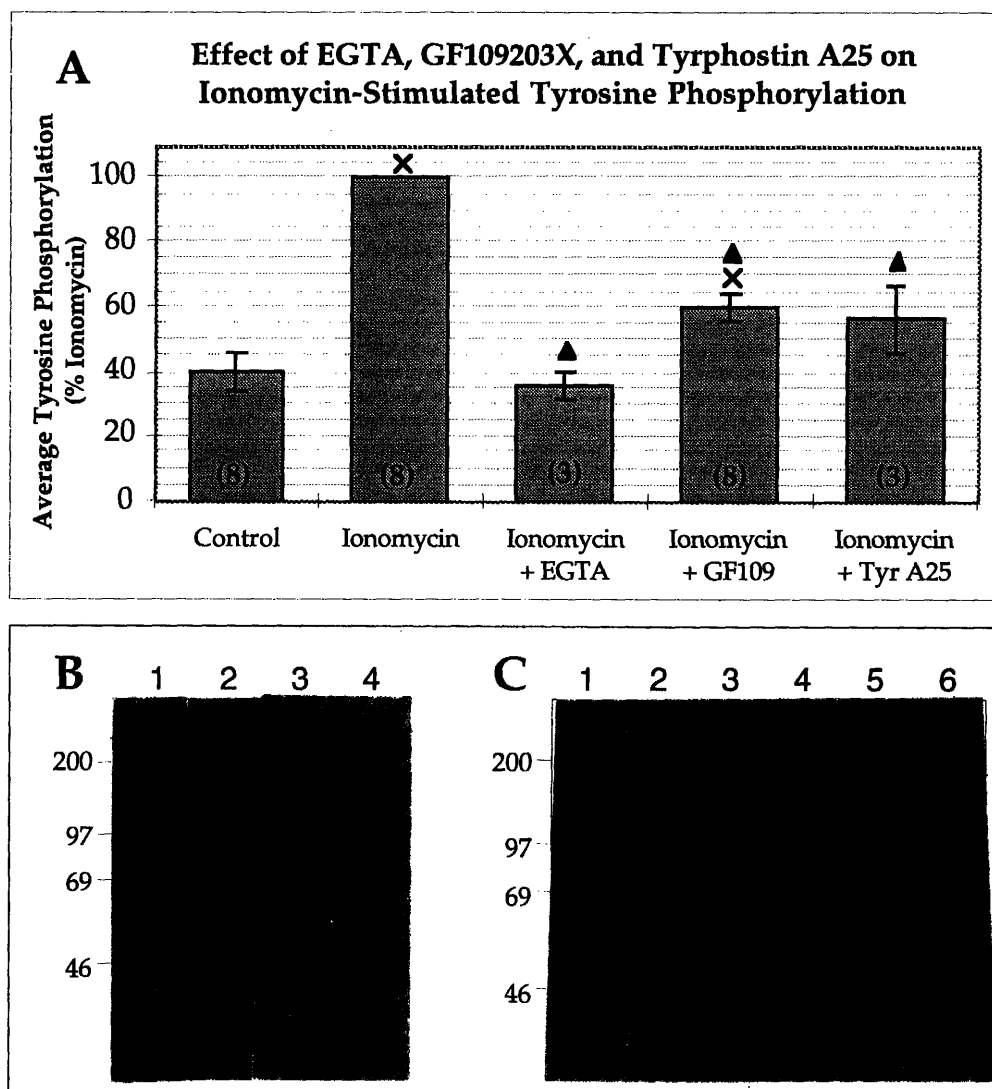 A
Effect of EGTA, GF109203X, and Tyrphostin A25 on
Ionomycin-Stimulated Tyrosine Phosphorylation
Average Tyrosine Phosphorylation
(% Ionomycin)
100
80
60
40
20
0
(8) (8) (3) (8) (3)
Control Ionomycin Ionomycin Ionomycin Ionomycin
+ EGTA + GF109 + Tyr A25
B
1 2 3 4
200
97
69
46
C
1 2 3 4 5 6
200
97
69
46